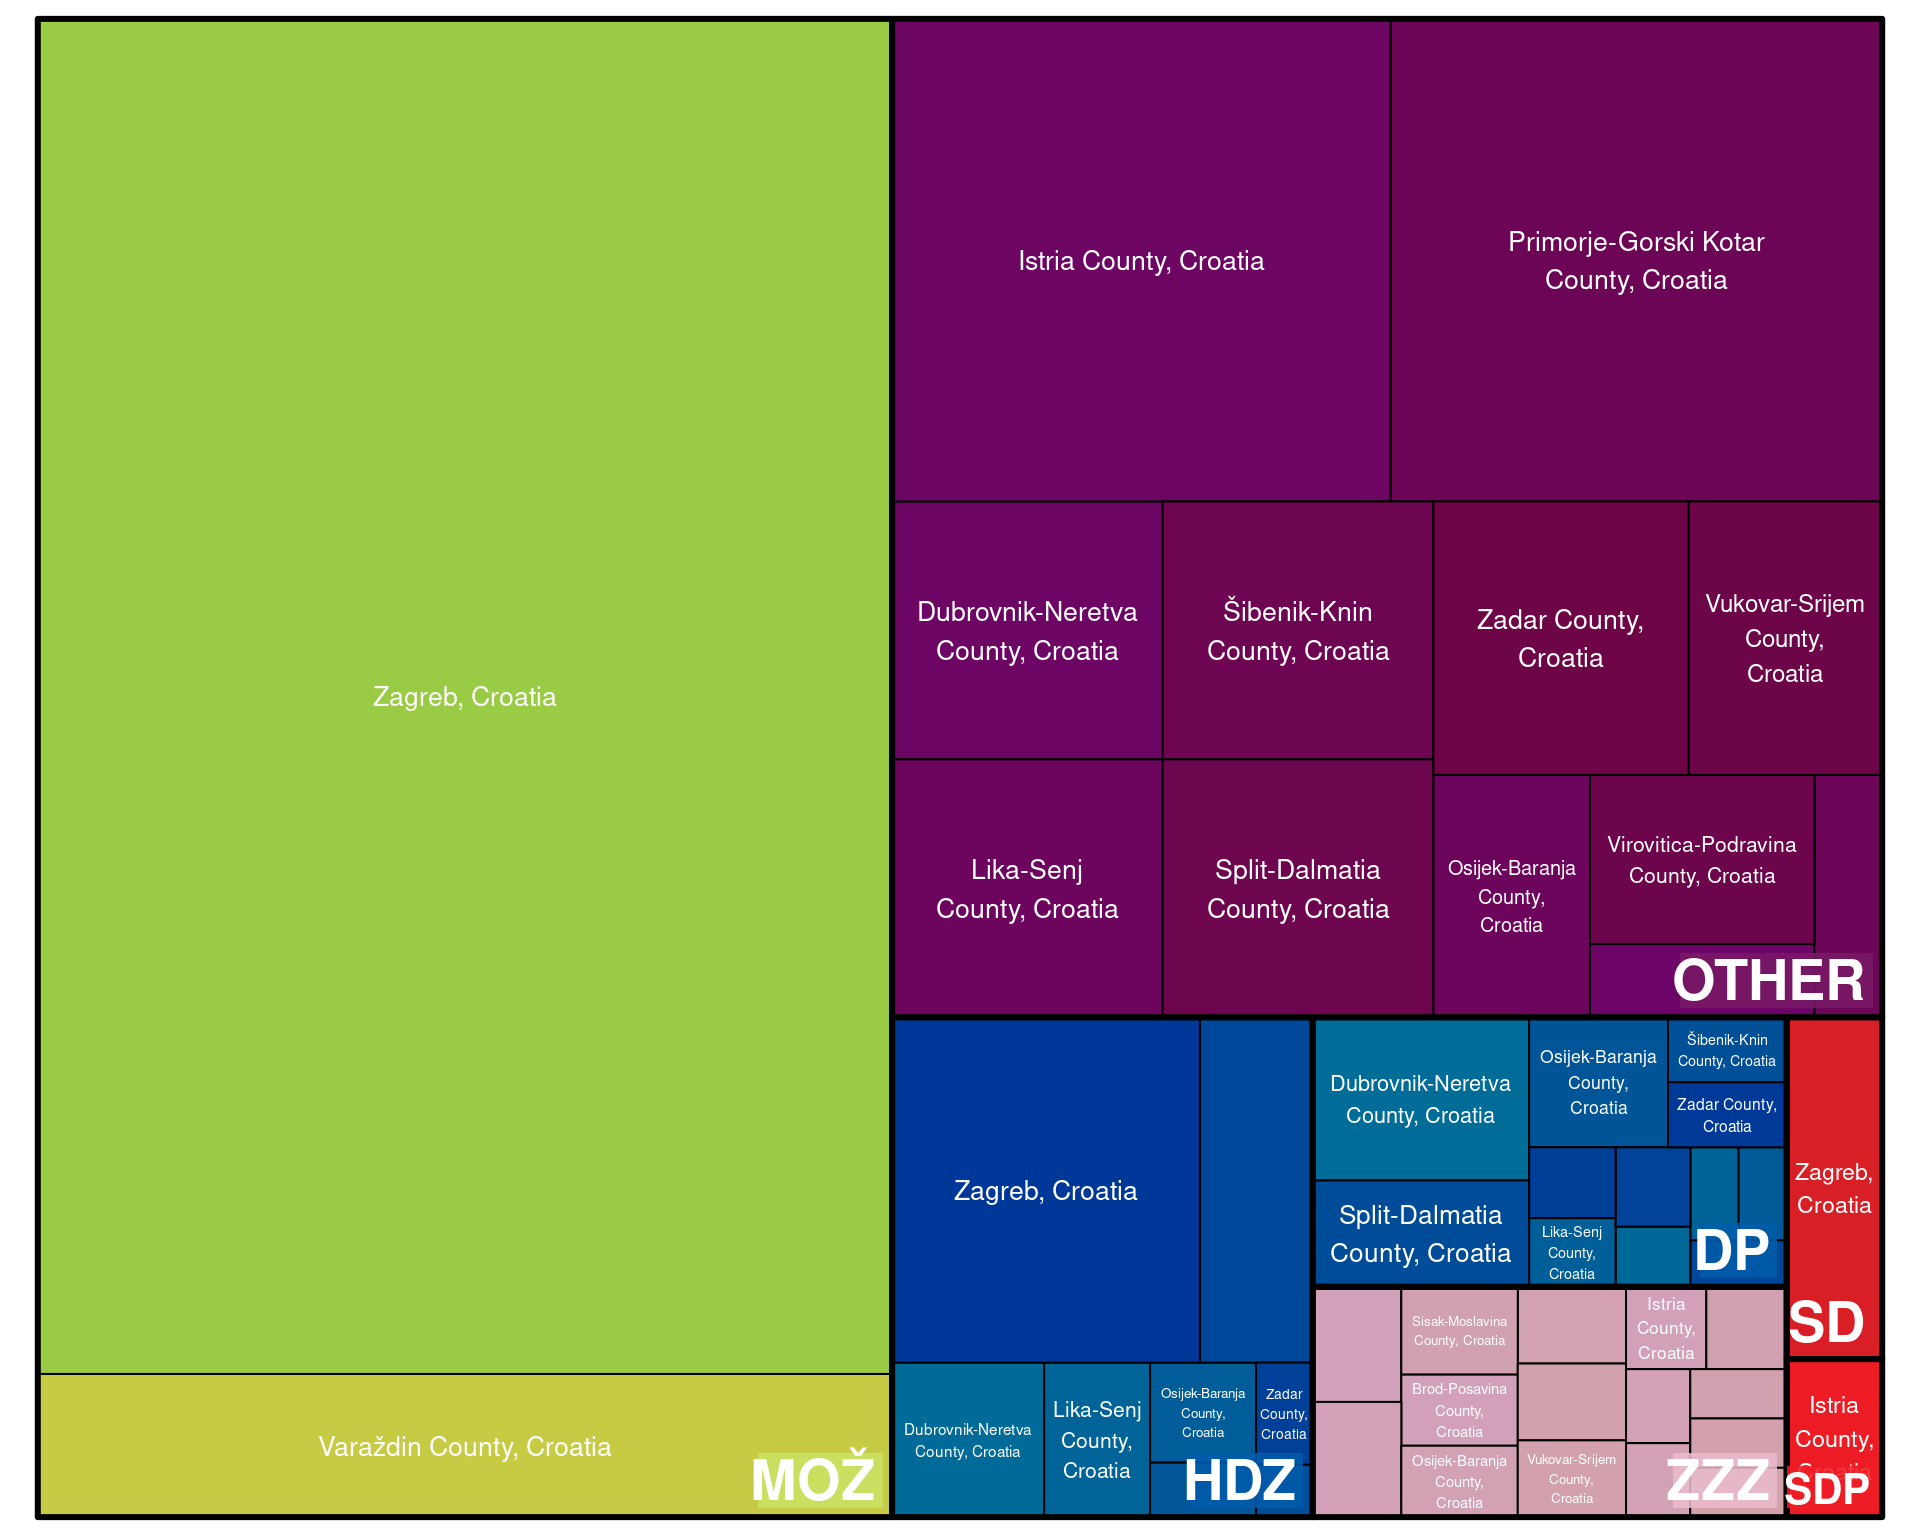 Zagreb, Croatia
Varaždin County, Croatia
MOŽ
Istria County, Croatia
Primorje-Gorski Kotar
County, Croatia
Dubrovnik-Neretva
County, Croatia
Šibenik-Knin
County, Croatia
Zadar County,
Croatia
Vukovar-Srijem
County,
Croatia
Lika-Senj
County, Croatia
Split-Dalmatia
County, Croatia
Osijek-Baranja
County,
Croatia
Virovitica-Podravina
County, Croatia
OTHER
Zagreb, Croatia
Dubrovnik-Neretva
County, Croatia
Lika-Senj
County,
Croatia
Osijek-Baranja
County,
Croatia
Zadar
County,
Croatia
HDZ
Dubrovnik-Neretva
County, Croatia
Split-Dalmatia
County, Croatia
Osijek-Baranja
County,
Croatia
Šibenik-Knin
County, Croatia
Zadar County,
Croatia
Lika-Senj
County,
Croatia
DP
Sisak-Moslavina
County, Croatia
Brod-Posavina
County,
Croatia
Osijek-Baranja
County,
Croatia
Vukovar-Srijem
County,
Croatia
Istria
County,
Croatia
ZZZ
Zagreb,
Croatia
SD
Istria
County,
Croatia
SDP